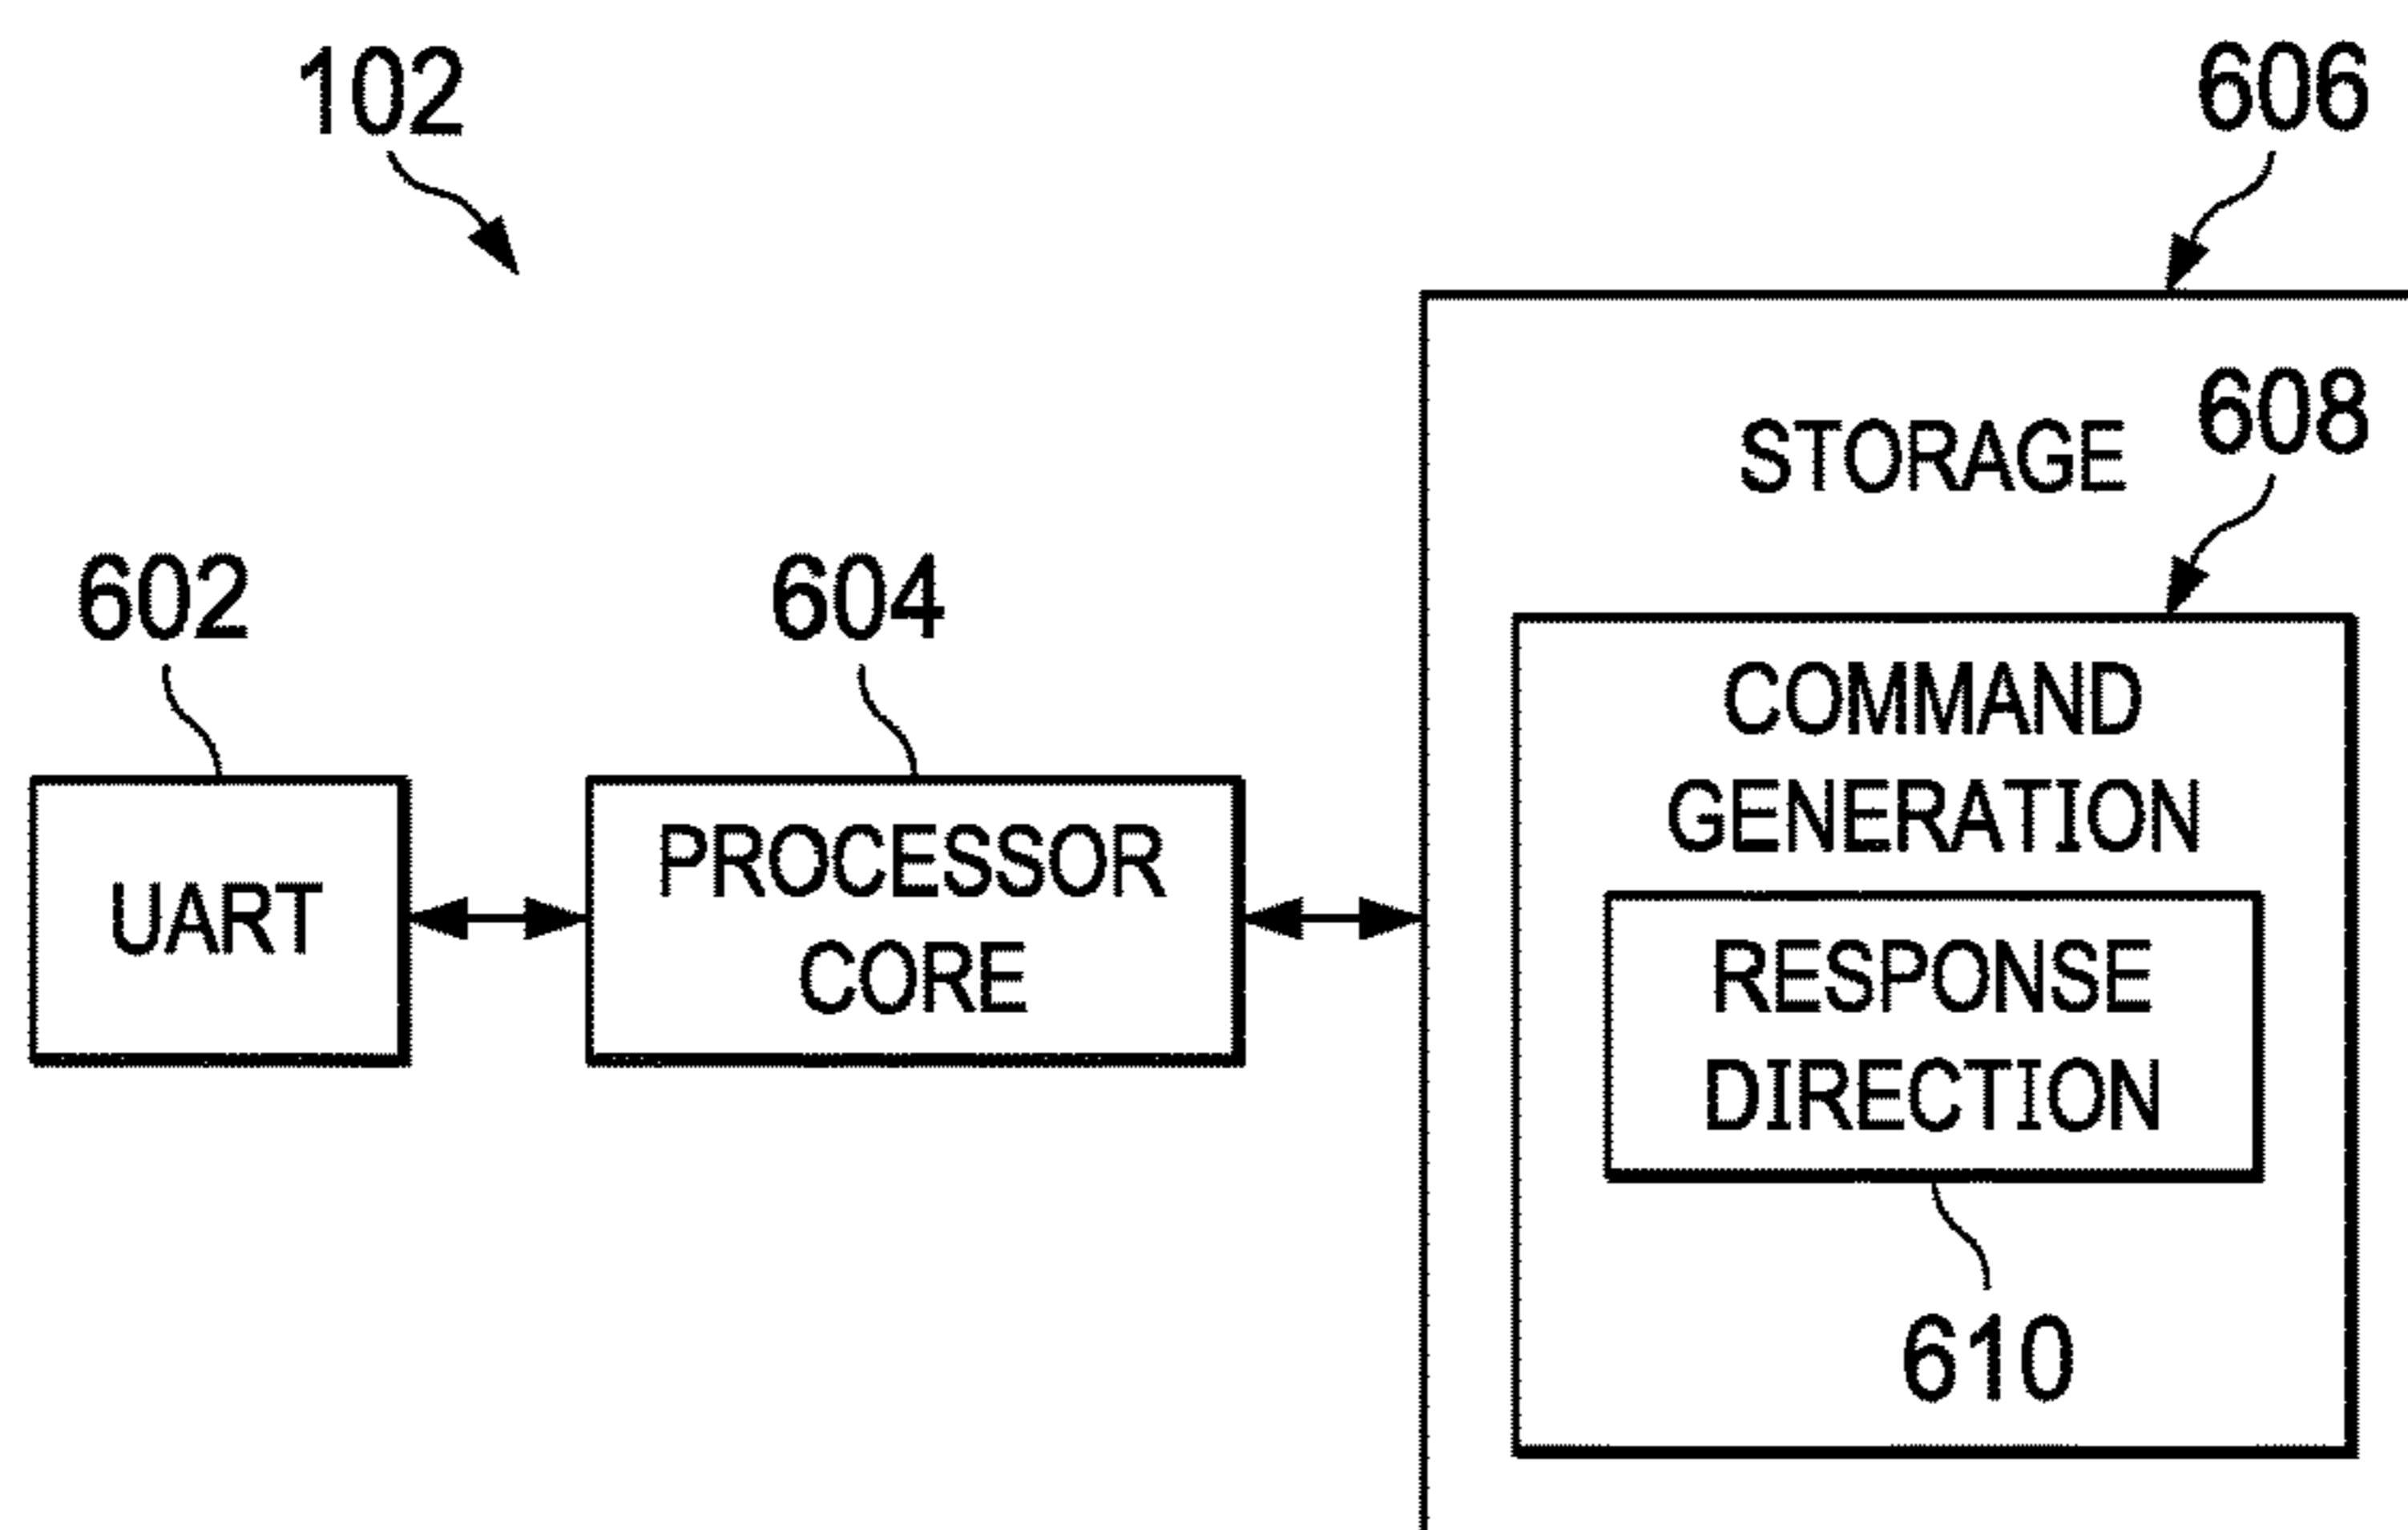 102
606
STORAGE
608
602
604
COMMAND
GENERATION
UART
PROCESSOR
CORE
RESPONSE
DIRECTION
610